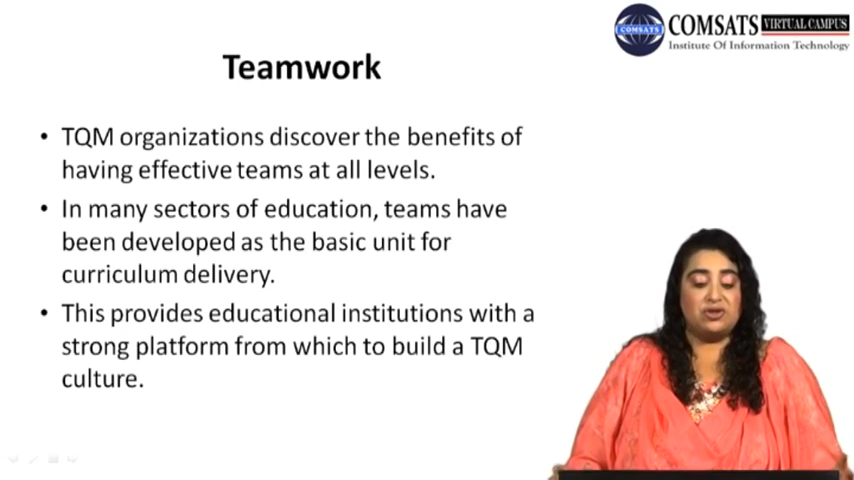 COMSATS VIRTUAL CAMPUS
COMSATS
Institute Of Information Technology
Teamwork
• TQM organizations discover the benefits of
having effective teams at all levels.
• In many sectors of education, teams have
been developed as the basic unit for
curriculum delivery.
• This provides educational institutions with a
strong platform from which to build a TQM
culture.